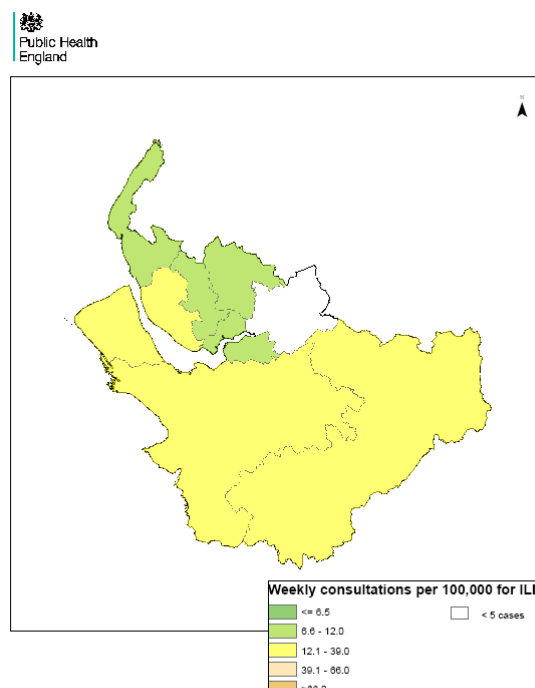 Public Health
England
N
Weekly consultations per 100,000 for ILI
<= 6.5
< 5 cases
6.6 - 12.0
12.1 - 39.0
39.1 - 66.0